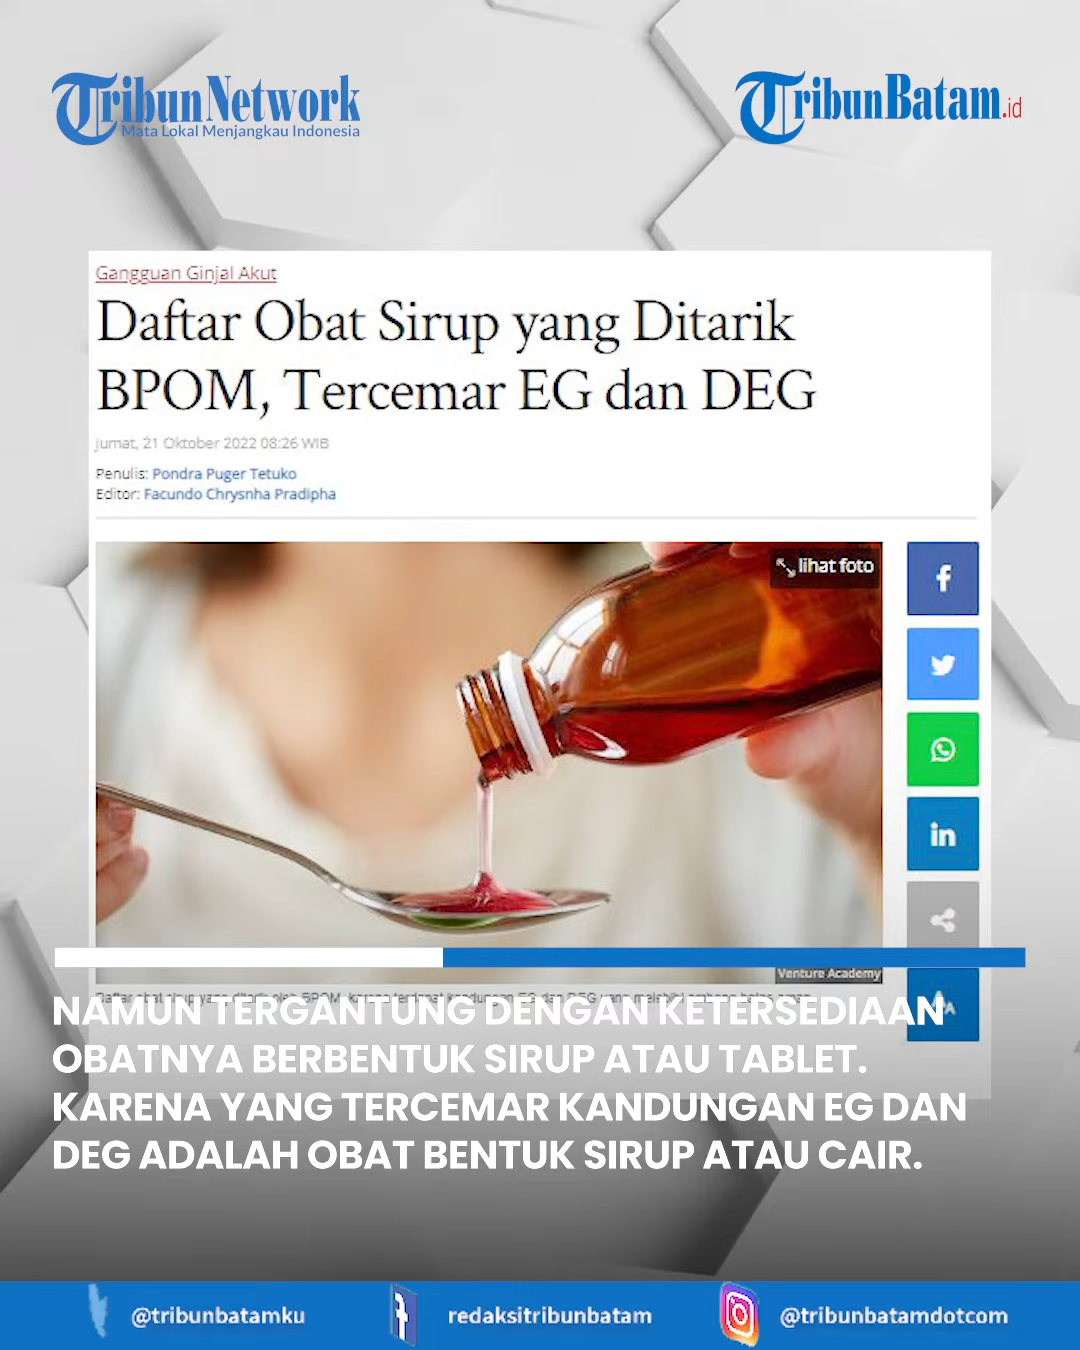 Tribun Network
Mata Lokal Menjangkau Indonesia
TribunBatam.id
Gangguan Ginjal Akut
Daftar Obat Sirup yang Ditarik
BPOM, Tercemar EG dan DEG
Jumat, 21 Oktober 2022 08:26 WIB
Penulis: Pondra Puger Tetuko
Editor: Facundo Chrysnha Pradipha
lihat foto
Venture Academy
NAMUN TERGANTUNG DENGAN KETERSEDIAAN
OBATNYA BERBENTUK SIRUP ATAU TABLET.
KARENA YANG TERCEMAR KANDUNGAN EG DAN
DEG ADALAH OBAT BENTUK SIRUP ATAU CAIR.
@tribunbatamku
redaksitribunbatam
@tribunbatamdotcom